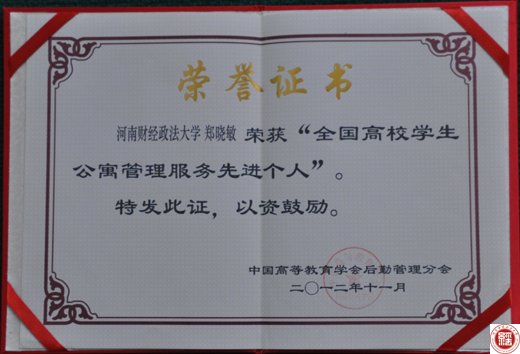 荣誉证书
河南财经政法大学 郑晓敏 荣获“全国高校学生
公寓管理服务先进个人”。
特发此证，以资鼓励。
中国高等教育学会后勤管理分会
二〇一二年十一月